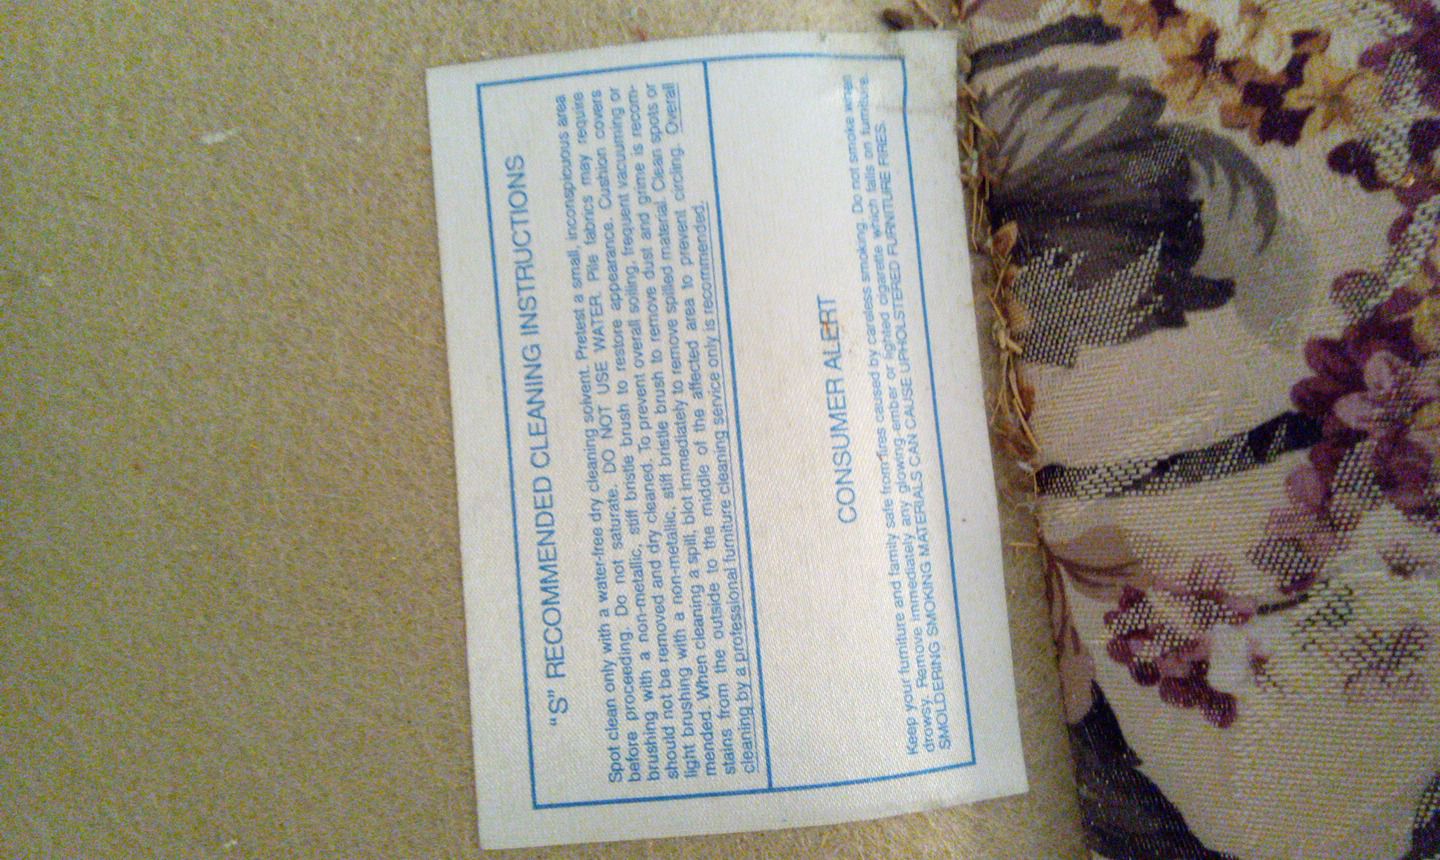 "S" RECOMMENDED CLEANING INSTRUCTIONS
Spot clean only with a water-free dry cleaning solvent. Pretest a small, inconspicuous area
before proceeding. Do not saturate. DO NOT USE WATER. Pile fabrics may require
brushing with a non-metallic, stiff bristle brush to restore appearance. Cushion covers
should not be removed and dry cleaned. To prevent overall soiling, frequent vacuuming or
light brushing with a non-metallic, stiff bristle brush to remove dust and grime is recom-
mended. When cleaning a spill, blot immediately to remove spilled material. Clean spots or
stains from the outside to the middle of the affected area to prevent circling. Overall
cleaning by a professional furniture cleaning service only is recommended.
CONSUMER ALERT
Keep your furniture and family safe from fires caused by careless smoking. Do not smoke when
drowsy. Remove immediately any glowing-ember or lighted cigarette which falls on furniture.
SMOLDERING SMOKING MATERIALS CAN CAUSE UPHOLSTERED FURNITURE FIRES.